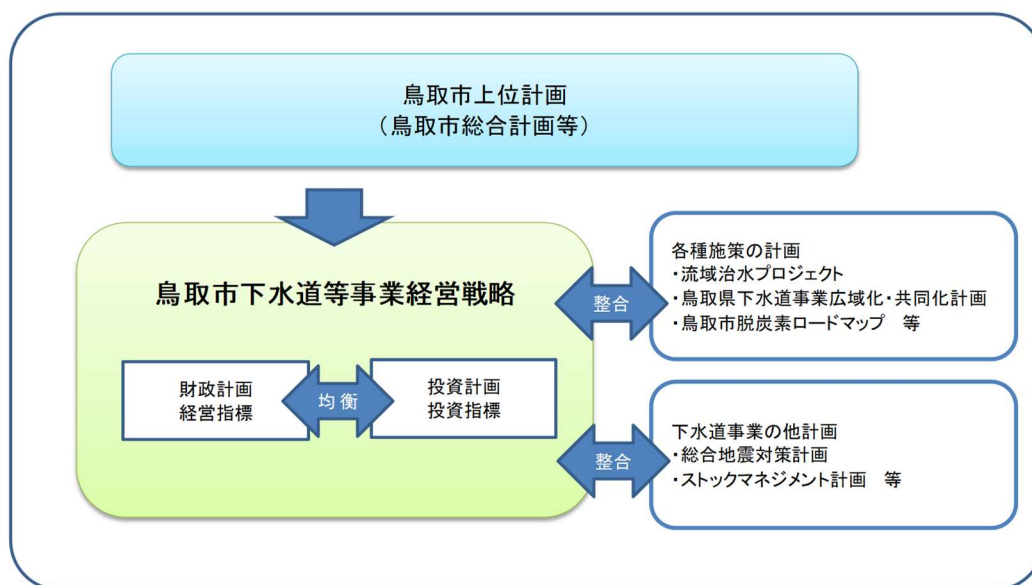 鳥取市上位計画
（鳥取市総合計画等）
鳥取市下水道等事業経営戦略
財政計画
経営指標
均衡
投資計画
投資指標
整合
各種施策の計画
・流域治水プロジェクト
・鳥取県下水道事業広域化・共同化計画
・鳥取市脱炭素ロードマップ　等
整合
下水道事業の他計画
・総合地震対策計画
・ストックマネジメント計画　等